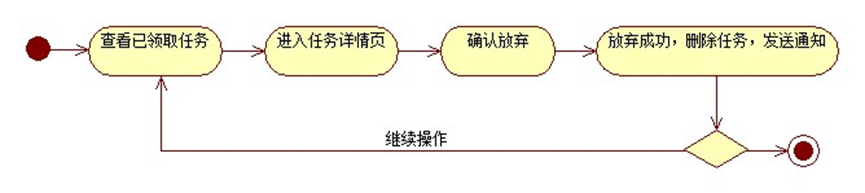 查看已领取任务
进入任务详情页
确认放弃
放弃成功，删除任务，发送通知
继续操作